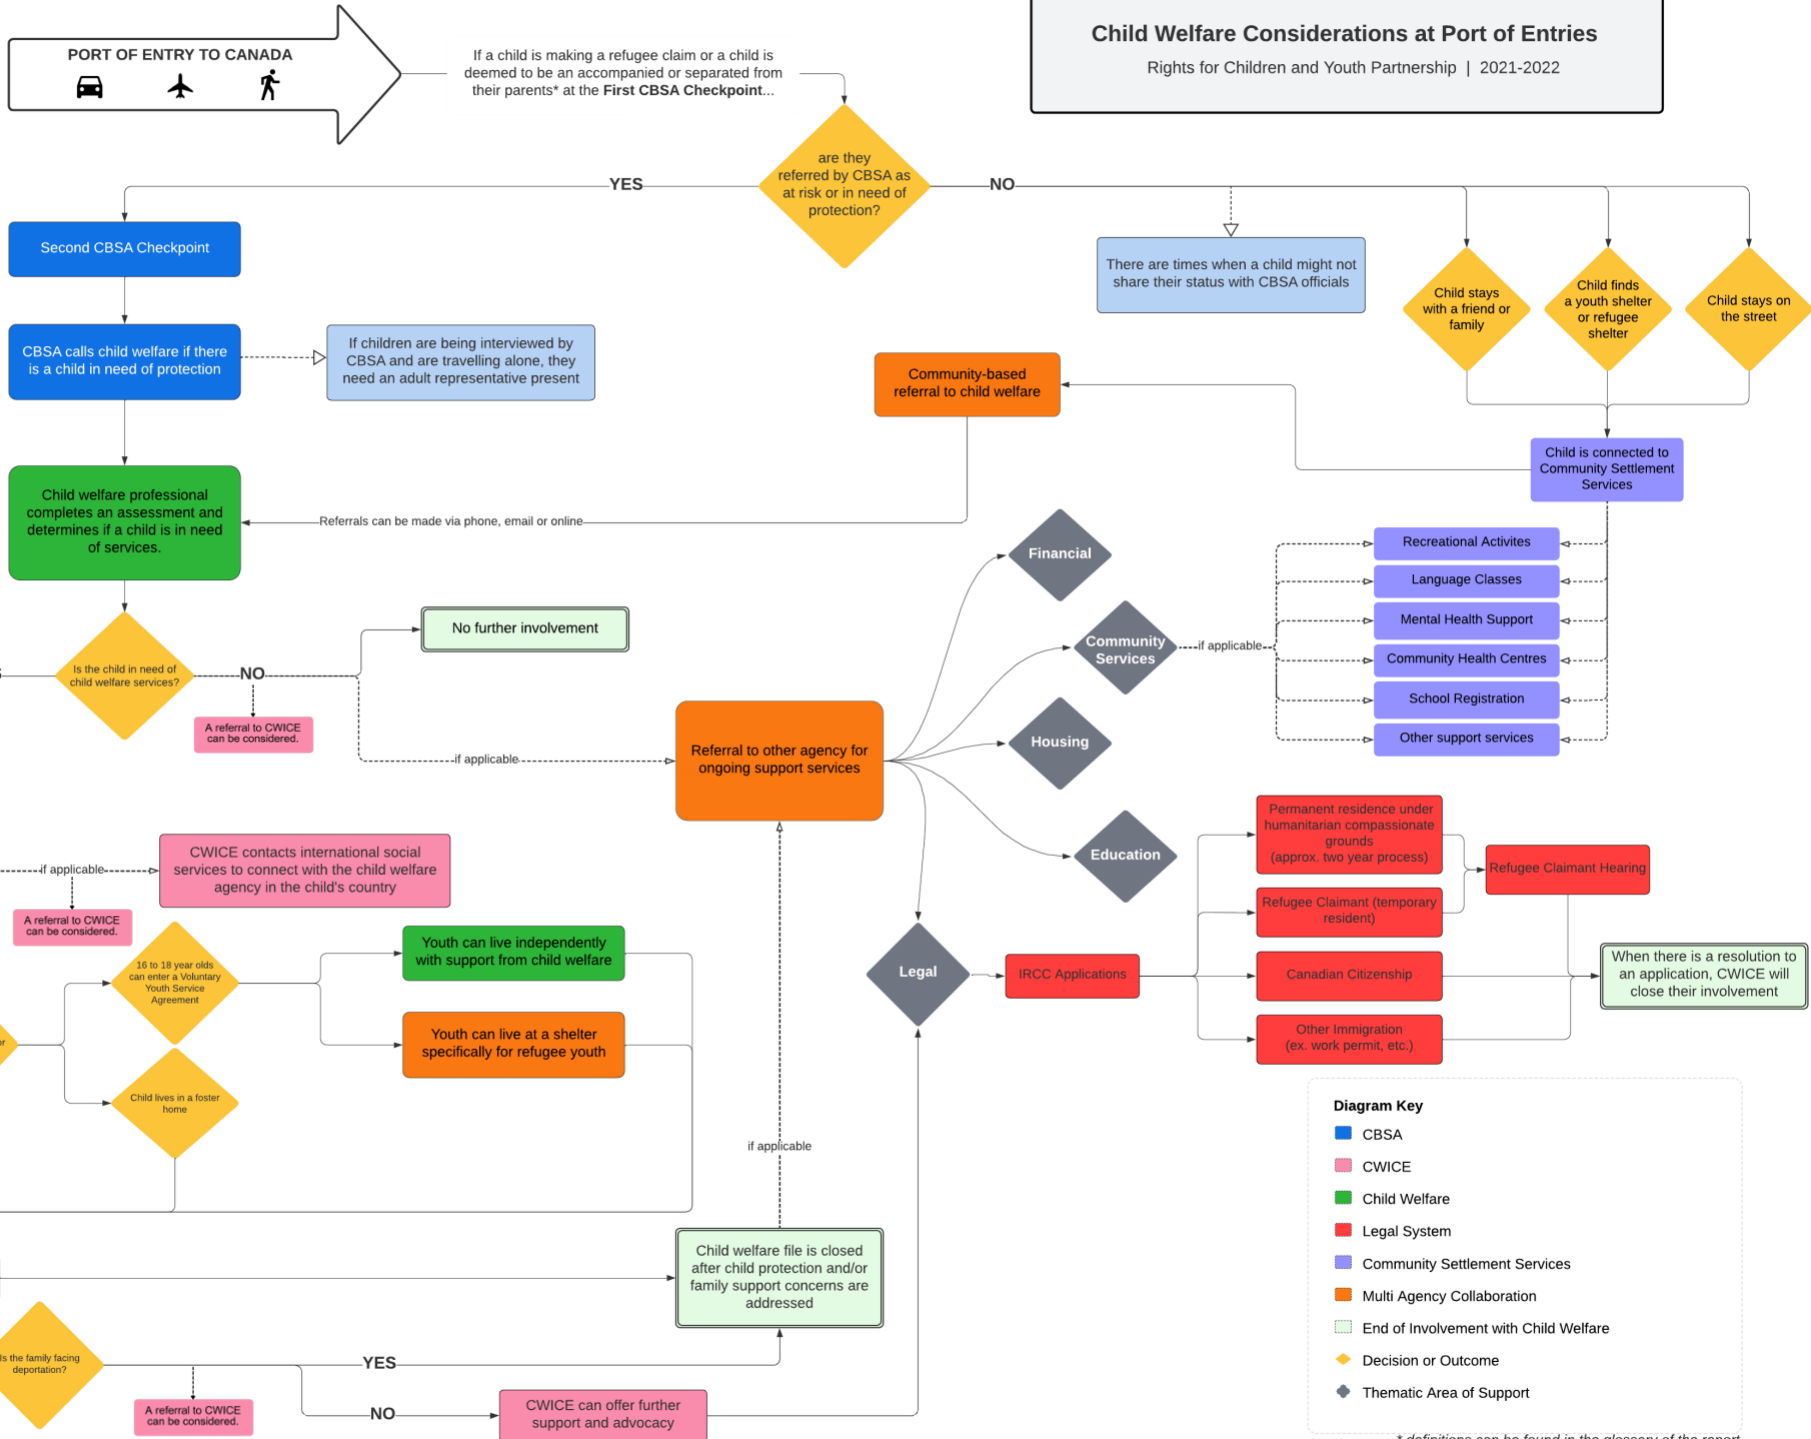 Child Welfare Considerations at Port of Entries
Rights for Children and Youth Partnership | 2021-2022
PORT OF ENTRY TO CANADA
If a child is making a refugee claim or a child is
deemed to be an accompanied or separated from
their parents* at the First CBSA Checkpoint...
are they
referred by CBSA as
at risk or in need of
protection?
YES
NO
Second CBSA Checkpoint
There are times when a child might not
share their status with CBSA officials
Child stays
with a friend or
family
Child finds
a youth shelter
or refugee
shelter
Child stays on
the street
CBSA calls child welfare if there
is a child in need of protection
If children are being interviewed by
CBSA and are travelling alone, they
need an adult representative present
Community-based
referral to child welfare
Child is connected to
Community Settlement
Services
Child welfare professional
completes an assessment and
determines if a child is in need
of services.
Referrals can be made via phone, email or online
Financial
Community
Services
if applicable
Recreational Activites
Language Classes
Mental Health Support
Community Health Centres
School Registration
Other support services
Is the child in need of
child welfare services?
NO
No further involvement
A referral to CWICE
can be considered.
if applicable
Referral to other agency for
ongoing support services
Housing
Education
Legal
if applicable
CWICE contacts international social
services to connect with the child welfare
agency in the child's country
A referral to CWICE
can be considered.
16 to 18 year olds
can enter a Voluntary
Youth Service
Agreement
Youth can live independently
with support from child welfare
Youth can live at a shelter
specifically for refugee youth
or
Child lives in a foster
home
IRCC Applications
Permanent residence under
humanitarian compassionate
grounds
(approx. two year process)
Refugee Claimant (temporary
resident)
Canadian Citizenship
Other Immigration
(ex. work permit, etc.)
Refugee Claimant Hearing
When there is a resolution to
an application, CWICE will
close their involvement
if applicable
Child welfare file is closed
after child protection and/or
family support concerns are
addressed
Is the family facing
deportation?
YES
A referral to CWICE
can be considered.
NO
CWICE can offer further
support and advocacy
Diagram Key
CBSA
CWICE
Child Welfare
Legal System
Community Settlement Services
Multi Agency Collaboration
End of Involvement with Child Welfare
Decision or Outcome
Thematic Area of Support
* definitions can be found in the glossary of the report